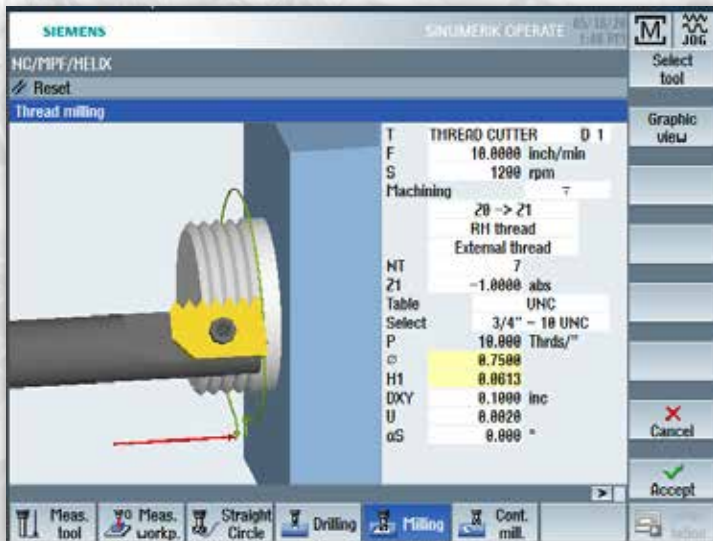 SIEMENS
SINUMERIK OPERATE
M
JOG
NC/MPF/HELIX
Select tool
Reset
Thread milling
Graphic view
T THREAD CUTTER D 1
F 10.0000 inch/min
S 1200 rpm
Machining ▽
Z0 -> Z1
RH thread
External thread
NT 7
Z1 -1.0000 abs
Table UNC
Select 3/4" - 10 UNC
P 10.000 Thrds/"
∅ 0.7500
H1 0.0613
DXY 0.1000 inc
U 0.0020
αS 0.000 °
Cancel
Accept
Meas. tool
Meas. workp.
Straight Circle
Drilling
Milling
Cont. mill.